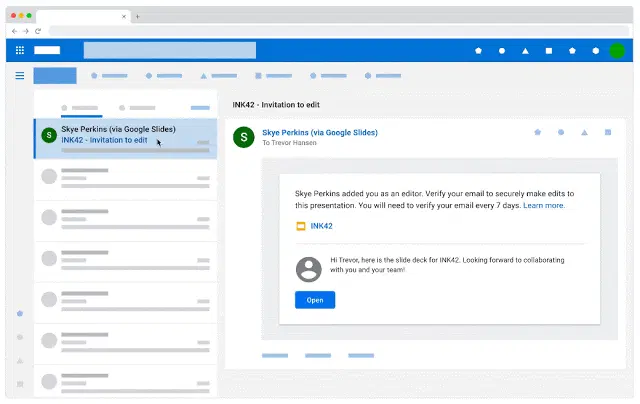 INK42 - Invitation to edit
S
Skye Perkins (via Google Slides)
INK42 - Invitation to edit
S
Skye Perkins (via Google Slides)
To Trevor Hansen
Skye Perkins added you as an editor. Verify your email to securely make edits to
this presentation. You will need to verify your email every 7 days. Learn more.
INK42
Hi Trevor, here is the slide deck for INK42. Looking forward to collaborating
with you and your team!
Open